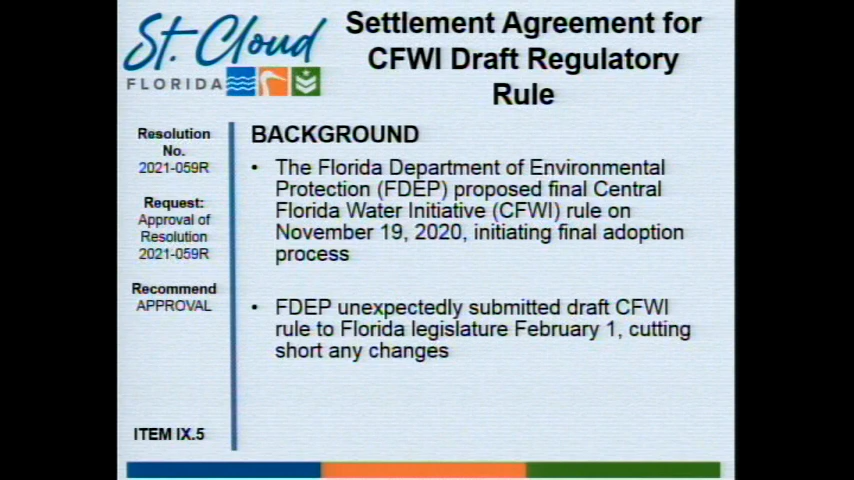 St. Cloud
FLORIDA
Settlement Agreement for
CFWI Draft Regulatory
Rule
Resolution
No.
2021-059R
Request:
Approval of
Resolution
2021-059R
Recommend
APPROVAL
ITEM IX.5
BACKGROUND
• The Florida Department of Environmental
Protection (FDEP) proposed final Central
Florida Water Initiative (CFWI) rule on
November 19, 2020, initiating final adoption
process
• FDEP unexpectedly submitted draft CFWI
rule to Florida legislature February 1, cutting
short any changes